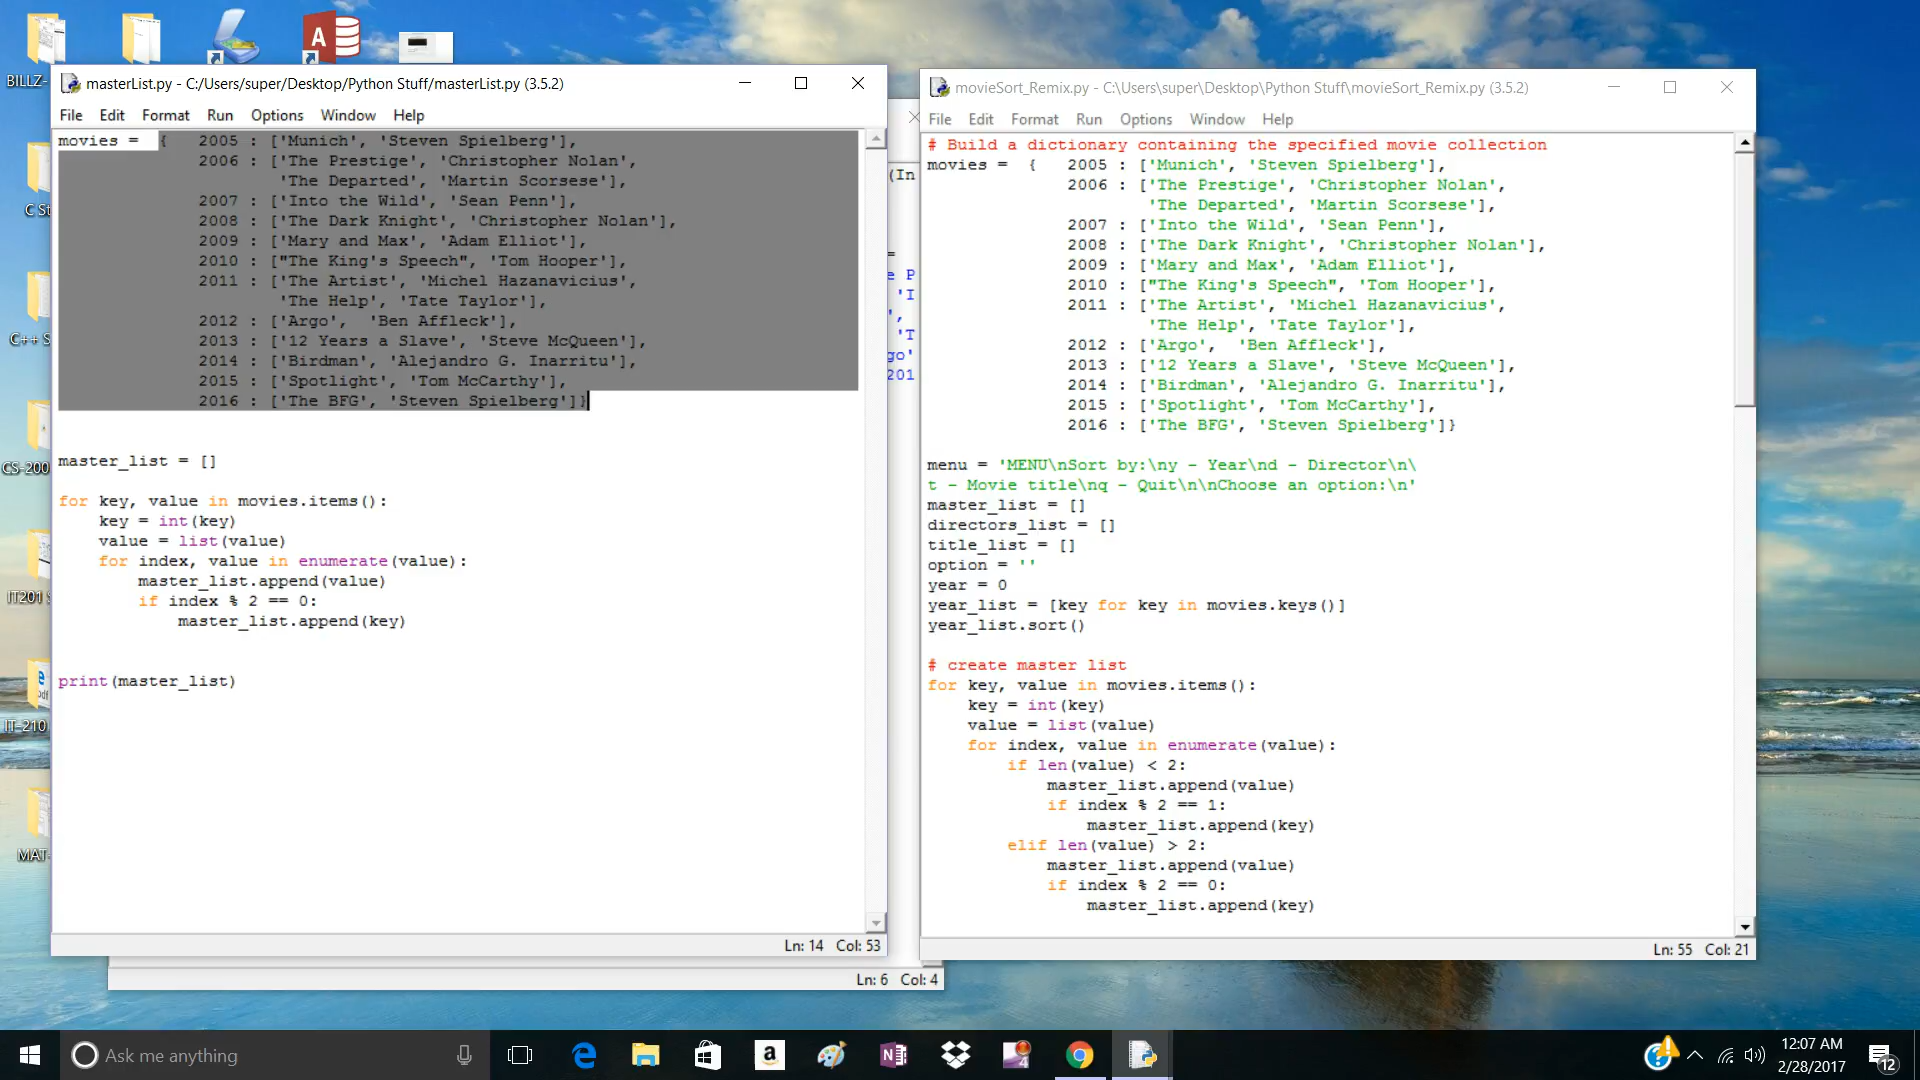 BILLZ-
C St
C++ S
CS-200
IT201 S
IT-210
MAT-
masterList.py - C:/Users/super/Desktop/Python Stuff/masterList.py (3.5.2)
File Edit Format Run Options Window Help
movies = { 2005 : ['Munich', 'Steven Spielberg'],
2006 : ['The Prestige', 'Christopher Nolan',
'The Departed', 'Martin Scorsese'],
2007 : ['Into the Wild', 'Sean Penn'],
2008 : ['The Dark Knight', 'Christopher Nolan'],
2009 : ['Mary and Max', 'Adam Elliot'],
2010 : ["The King's Speech", 'Tom Hooper'],
2011 : ['The Artist', 'Michel Hazanavicius',
'The Help', 'Tate Taylor'],
2012 : ['Argo', 'Ben Affleck'],
2013 : ['12 Years a Slave', 'Steve McQueen'],
2014 : ['Birdman', 'Alejandro G. Inarritu'],
2015 : ['Spotlight', 'Tom McCarthy'],
2016 : ['The BFG', 'Steven Spielberg']}
master_list = []
for key, value in movies.items():
key = int(key)
value = list(value)
for index, value in enumerate(value):
master_list.append(value)
if index % 2 == 0:
master_list.append(key)
print(master_list)
Ln: 14 Col: 53
(In
=
e P
'I
',
'T
go'
201
Ln: 6 Col: 4
movieSort_Remix.py - C:\Users\super\Desktop\Python Stuff\movieSort_Remix.py (3.5.2)
File Edit Format Run Options Window Help
# Build a dictionary containing the specified movie collection
movies = { 2005 : ['Munich', 'Steven Spielberg'],
2006 : ['The Prestige', 'Christopher Nolan',
'The Departed', 'Martin Scorsese'],
2007 : ['Into the Wild', 'Sean Penn'],
2008 : ['The Dark Knight', 'Christopher Nolan'],
2009 : ['Mary and Max', 'Adam Elliot'],
2010 : ["The King's Speech", 'Tom Hooper'],
2011 : ['The Artist', 'Michel Hazanavicius',
'The Help', 'Tate Taylor'],
2012 : ['Argo', 'Ben Affleck'],
2013 : ['12 Years a Slave', 'Steve McQueen'],
2014 : ['Birdman', 'Alejandro G. Inarritu'],
2015 : ['Spotlight', 'Tom McCarthy'],
2016 : ['The BFG', 'Steven Spielberg']}
menu = 'MENU\nSort by:\ny - Year\nd - Director\n\
t - Movie title\nq - Quit\n\nChoose an option:\n'
master_list = []
directors_list = []
title_list = []
option = ''
year = 0
year_list = [key for key in movies.keys()]
year_list.sort()
# create master list
for key, value in movies.items():
key = int(key)
value = list(value)
for index, value in enumerate(value):
if len(value) < 2:
master_list.append(value)
if index % 2 == 1:
master_list.append(key)
elif len(value) > 2:
master_list.append(value)
if index % 2 == 0:
master_list.append(key)
Ln: 55 Col: 21
Ask me anything
12:07 AM
2/28/2017
12